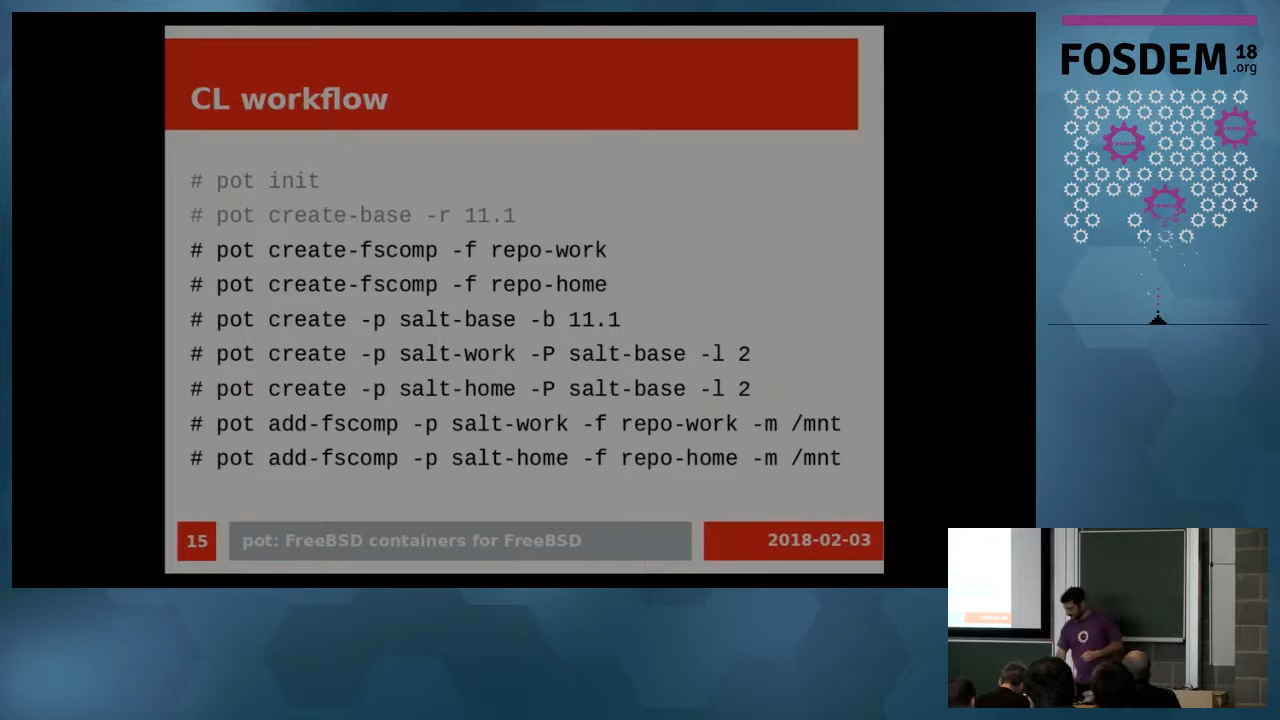 CL workflow
# pot init
# pot create-base -r 11.1
# pot create-fscomp -f repo-work
# pot create-fscomp -f repo-home
# pot create -p salt-base -b 11.1
# pot create -p salt-work -P salt-base -l 2
# pot create -p salt-home -P salt-base -l 2
# pot add-fscomp -p salt-work -f repo-work -m /mnt
# pot add-fscomp -p salt-home -f repo-home -m /mnt
15
pot: FreeBSD containers for FreeBSD
2018-02-03
FOSDEM 18
.org